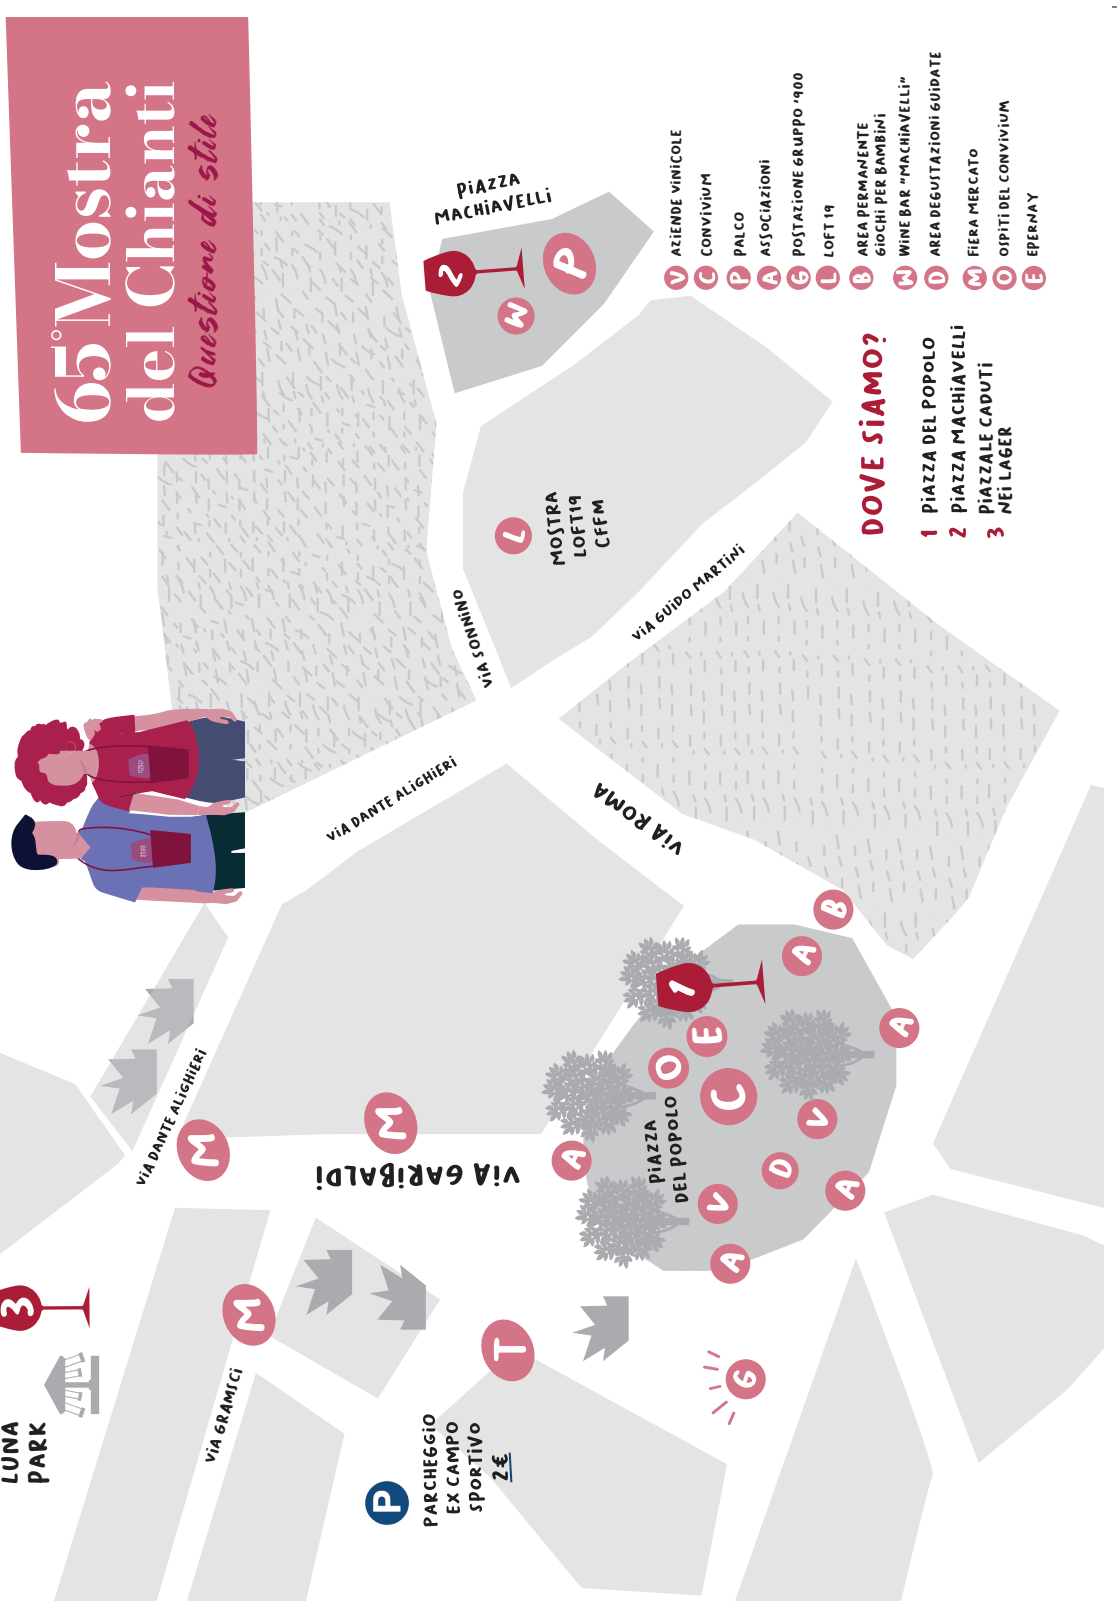 65° Mostra
del Chianti
Questione di stile
PiAZZA
MACHiAVELLi
2
W
P
L
MOSTRA
LOFT19
CFFM
ViA SONNiNO
ViA GUiDO MARTiNi
ViA DANTE ALiGHiERi
ViA ROMA
ViA DANTE ALiGHiERi
M
M
ViA GARiBALDi
M
ViA GRAMSCi
3
LUNA
PARK
P
PARCHEGGiO
EX CAMPO
SPORTiVO
2€
T
G
1
B
A
A
E
O
C
PiAZZA
DEL POPOLO
A
V
D
V
A
A
V AZiENDE ViNiCOLE
C CONViViUM
P PALCO
A ASSOCiAZiONi
G POSTAZiONE GRUPPO '900
L LOFT 19
B AREA PERMANENTE
GiOCHi PER BAMBiNi
W WiNE BAR "MACHiAVELLi"
D AREA DEGUSTAZiONi GUiDATE
M FiERA MERCATO
O OSPiTi DEL CONViViUM
E EPERNAY
DOVE SiAMO?
1 PiAZZA DEL POPOLO
2 PiAZZA MACHiAVELLi
3 PiAZZALE CADUTi
NEi LAGER